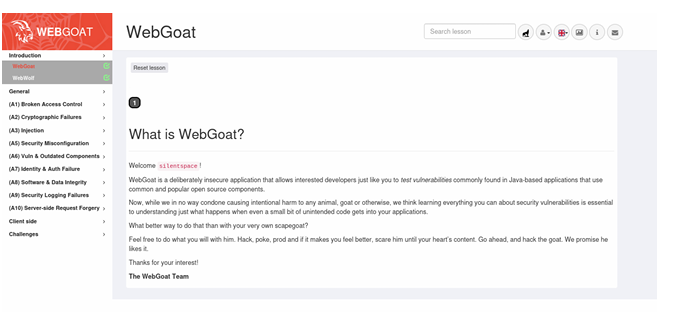 WEBGOAT
WebGoat
Search lesson
Introduction
WebGoat
WebWolf
General
(A1) Broken Access Control
(A2) Cryptographic Failures
(A3) Injection
(A5) Security Misconfiguration
(A6) Vuln & Outdated Components
(A7) Identity & Auth Failure
(A8) Software & Data Integrity
(A9) Security Logging Failures
(A10) Server-side Request Forgery
Client side
Challenges
Reset lesson
1
What is WebGoat?
Welcome silentspace!
WebGoat is a deliberately insecure application that allows interested developers just like you to test vulnerabilities commonly found in Java-based applications that use
common and popular open source components.
Now, while we in no way condone causing intentional harm to any animal, goat or otherwise, we think learning everything you can about security vulnerabilities is essential
to understanding just what happens when even a small bit of unintended code gets into your applications.
What better way to do that than with your very own scapegoat?
Feel free to do what you will with him. Hack, poke, prod and if it makes you feel better, scare him until your heart's content. Go ahead, and hack the goat. We promise he
likes it.
Thanks for your interest!
The WebGoat Team